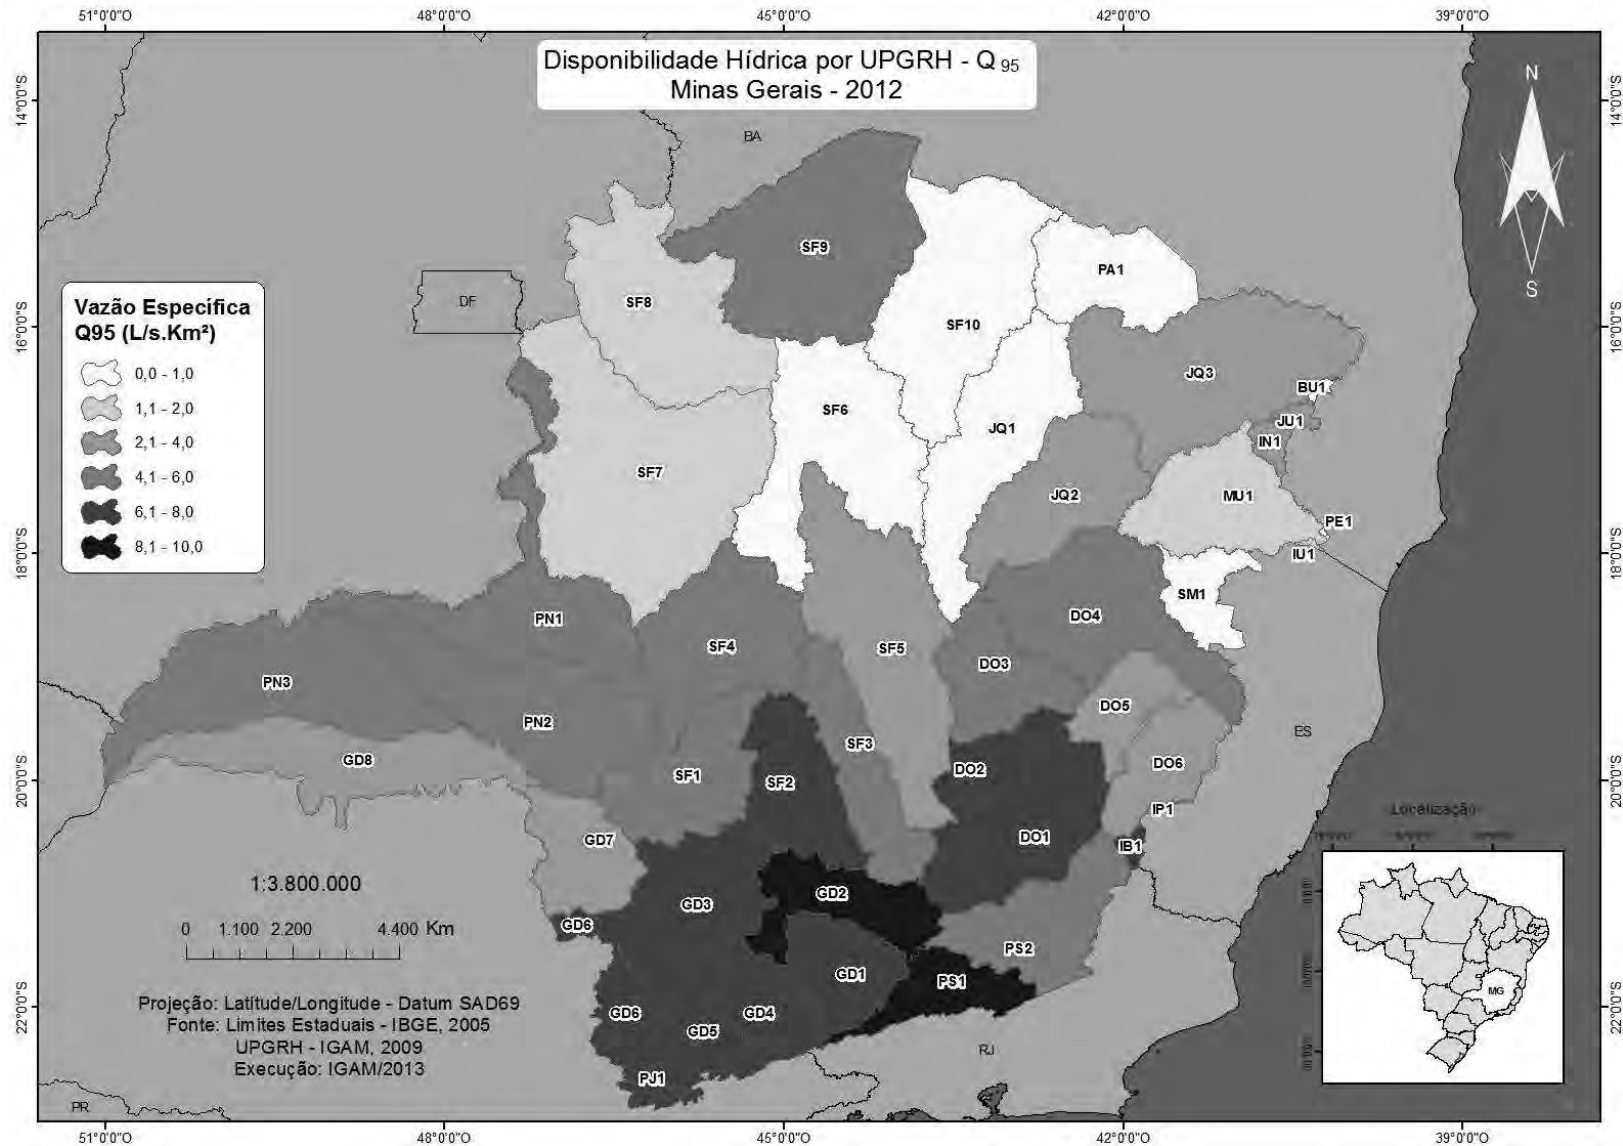 51°0'0"O
48°0'0"O
45°0'0"O
42°0'0"O
39°0'0"O
Disponibilidade Hídrica por UPGRH - Q 95
Minas Gerais - 2012
14°0'0"S
14°0'0"S
N
S
BA
SF9
PA1
DF
SF8
Vazão Específica
Q95 (L/s.Km²)
0,0 - 1,0
1,1 - 2,0
2,1 - 4,0
4,1 - 6,0
6,1 - 8,0
8,1 - 10,0
16°0'0"S
16°0'0"S
SF10
JQ3
BU1
SF6
JQ1
JU1
IN1
SF7
JQ2
MU1
PE1
IU1
18°0'0"S
18°0'0"S
SM1
PN1
DO4
SF4
SF5
DO3
PN3
DO5
PN2
ES
SF3
GD8
DO6
DO2
SF1
SF2
20°0'0"S
20°0'0"S
IP1
Localização
GD7
DO1
IB1
1:3.800.000
GD2
GD3
GD6
0 1.100 2.200 4.400 Km
PS2
GD1
PS1
MG
Projeção: Latitude/Longitude - Datum SAD69
Fonte: Limites Estaduais - IBGE, 2005
UPGRH - IGAM, 2009
Execução: IGAM/2013
22°0'0"S
22°0'0"S
GD6
GD4
GD5
RJ
PJ1
PR
51°0'0"O
48°0'0"O
45°0'0"O
42°0'0"O
39°0'0"O